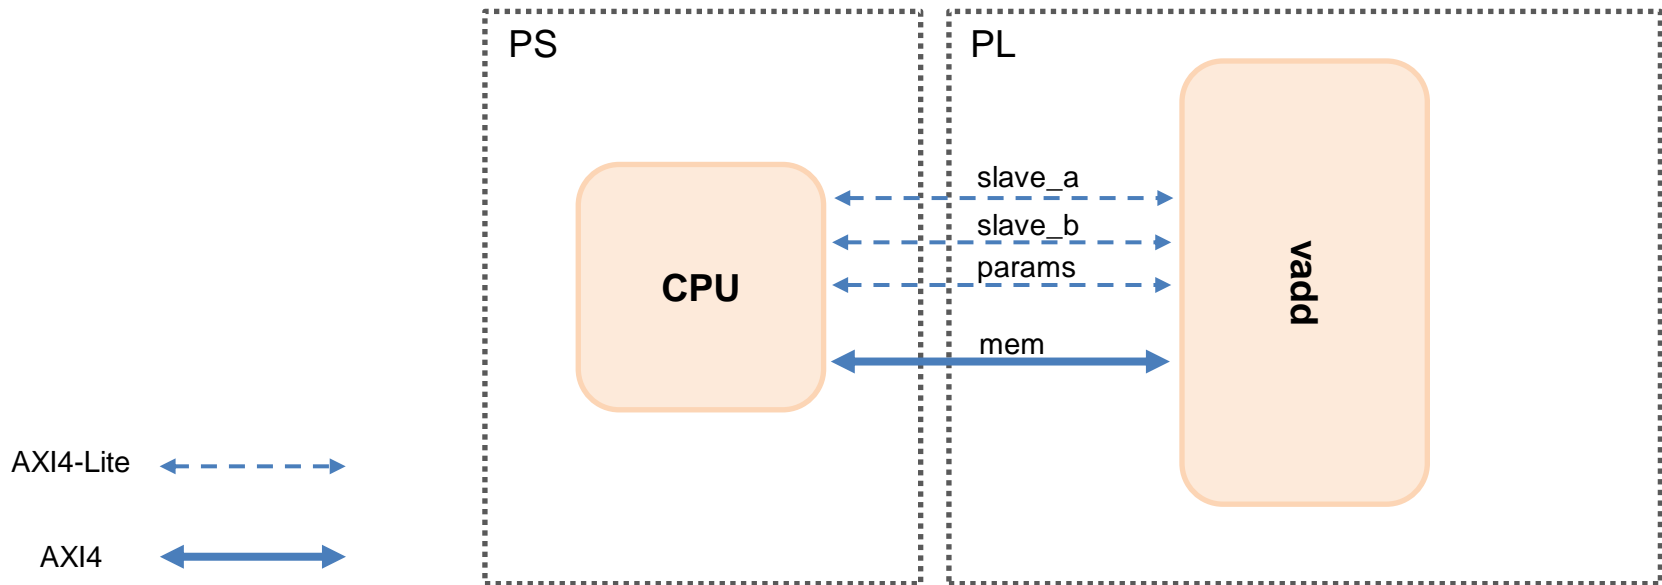 PS
PL
slave_a
slave_b
params
CPU
vadd
mem
AXI4-Lite
AXI4